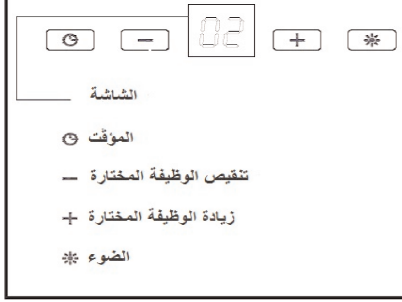 02
الشاشة
المؤقت
تنقيص الوظيفة المختارة −
زيادة الوظيفة المختارة +
الضوء